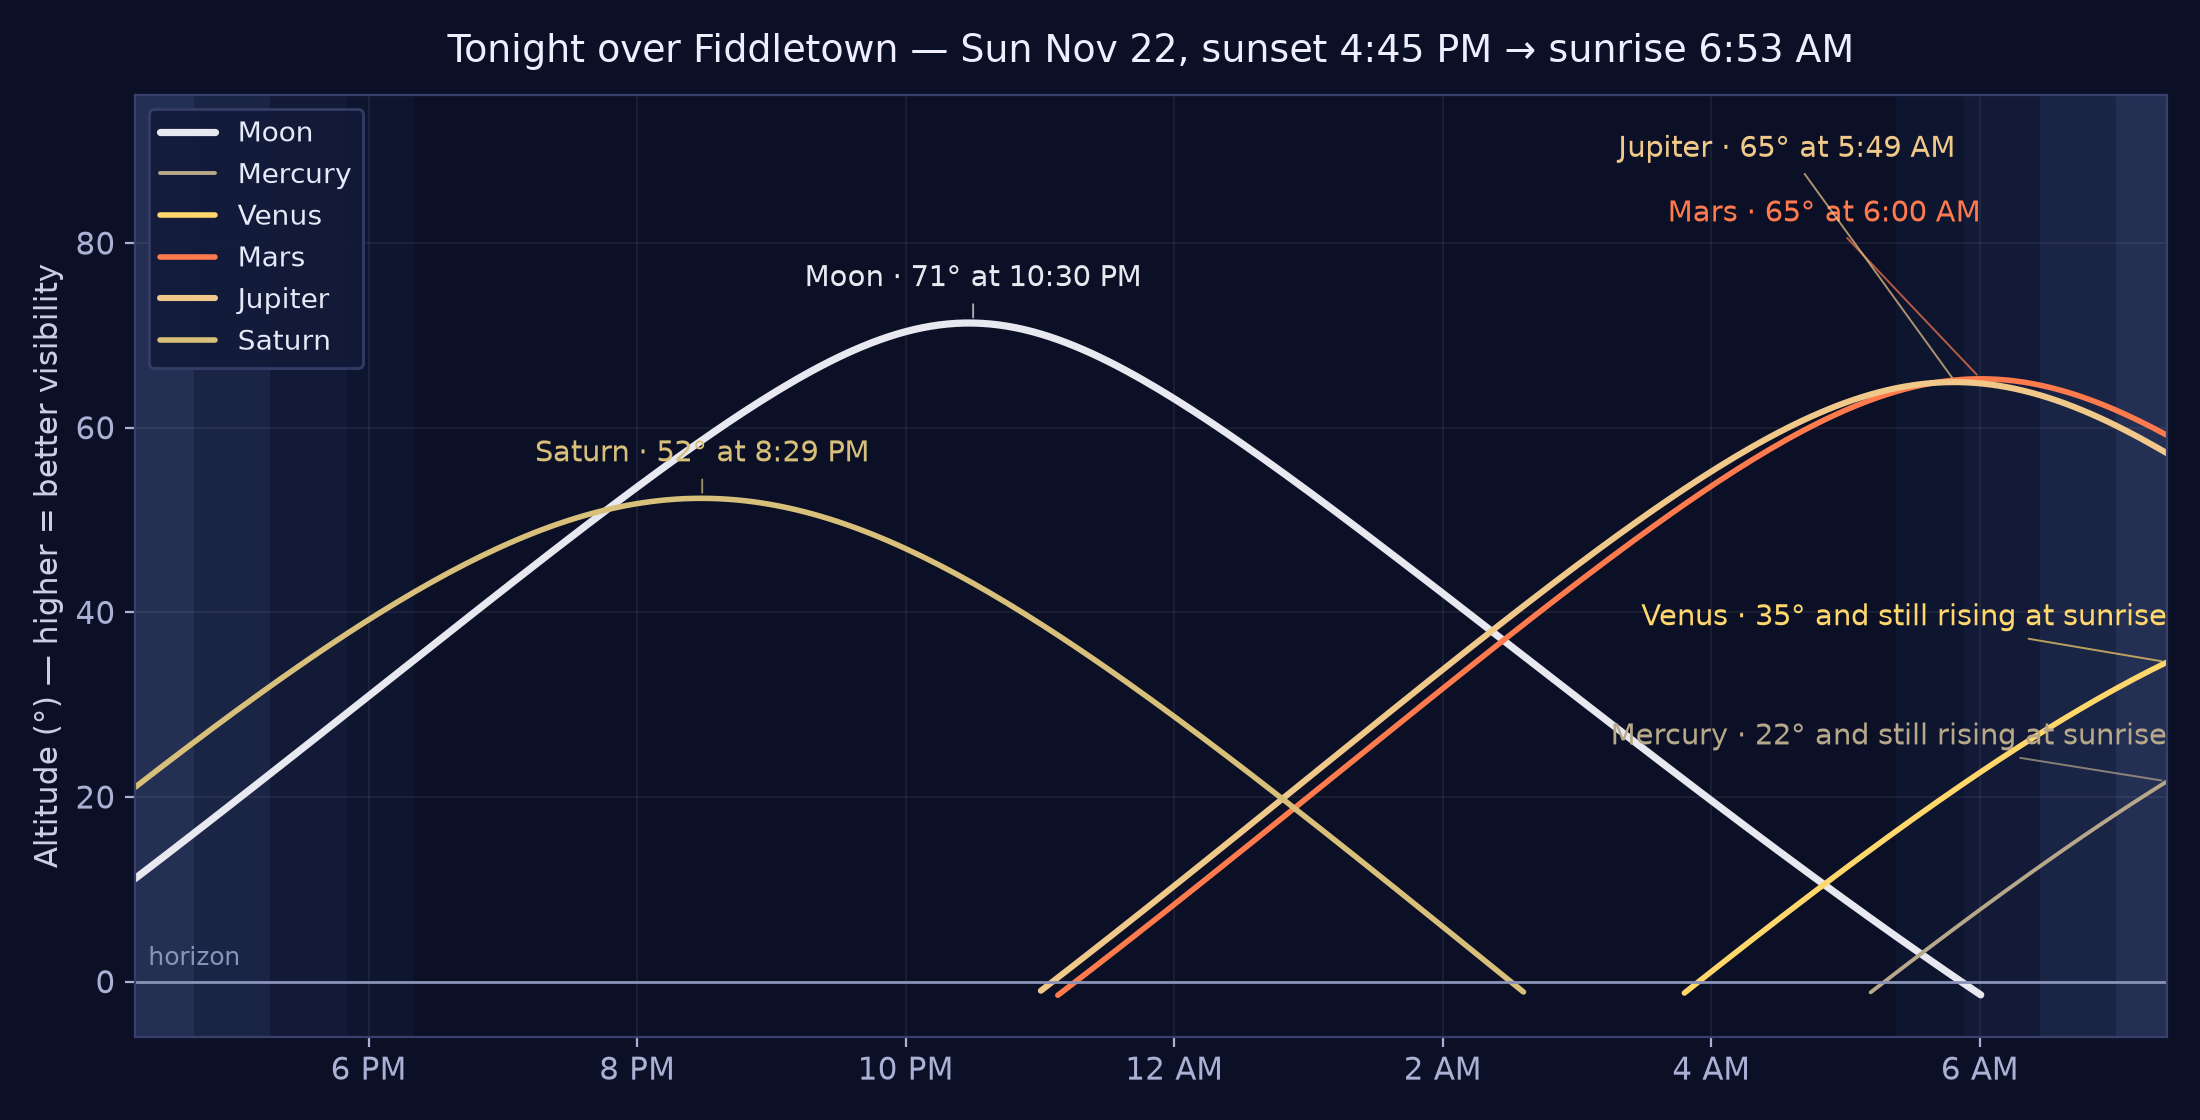 Tonight over Fiddletown — Sun Nov 22, sunset 4:45 PM → sunrise 6:53 AM
Altitude (°) — higher = better visibility
80
60
40
20
0
Moon
Mercury
Venus
Mars
Jupiter
Saturn
Jupiter · 65° at 5:49 AM
Mars · 65° at 6:00 AM
Moon · 71° at 10:30 PM
Saturn · 52° at 8:29 PM
Venus · 35° and still rising at sunrise
Mercury · 22° and still rising at sunrise
horizon
6 PM
8 PM
10 PM
12 AM
2 AM
4 AM
6 AM